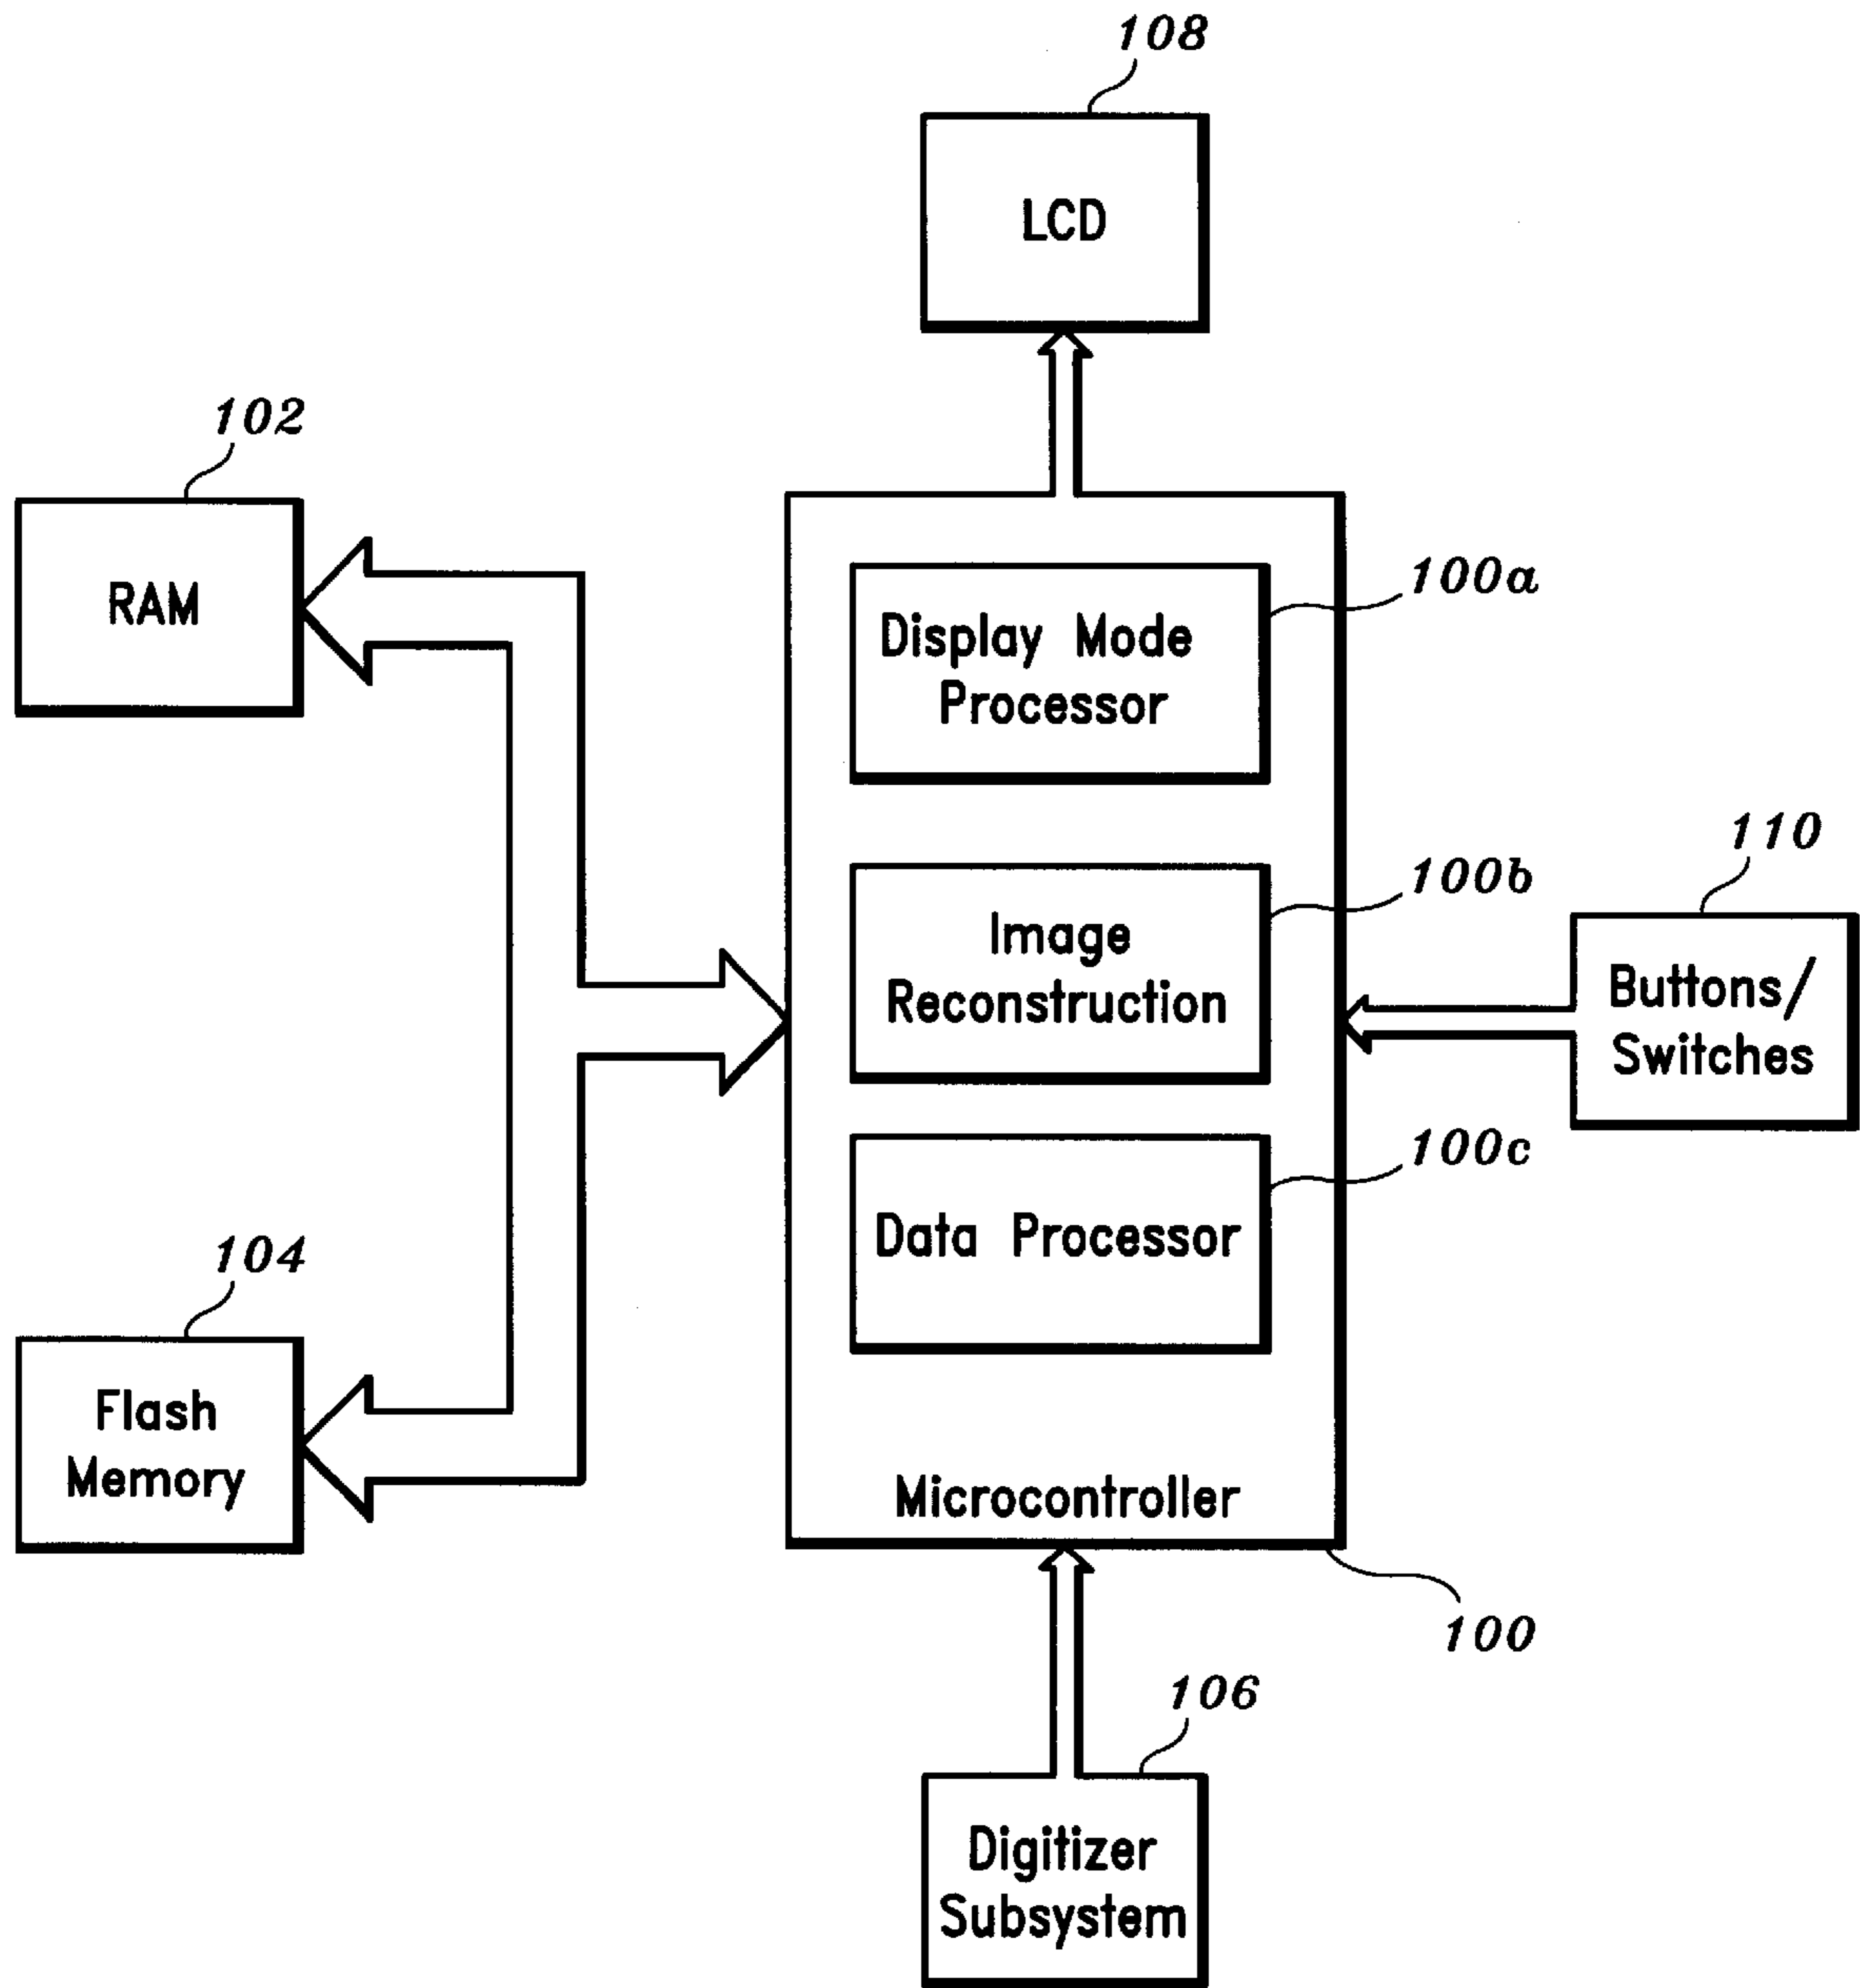 108
LCD
102
RAM
100a
Display Mode
Processor
110
100b
Image
Reconstruction
Buttons/
Switches
100c
Data Processor
104
Flash
Memory
Microcontroller
100
106
Digitizer
Subsystem